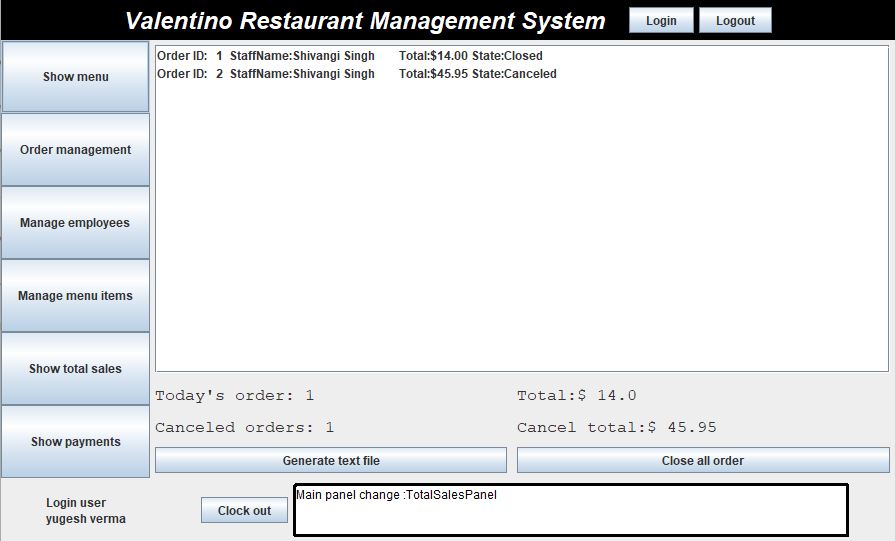 Valentino Restaurant Management System
Login
Logout
Show menu
Order management
Manage employees
Manage menu items
Show total sales
Show payments
Order ID: 1 StaffName:Shivangi Singh Total:$14.00 State:Closed
Order ID: 2 StaffName:Shivangi Singh Total:$45.95 State:Canceled
Today's order: 1
Total:$ 14.0
Canceled orders: 1
Cancel total:$ 45.95
Generate text file
Close all order
Login user
yugesh verma
Clock out
Main panel change :TotalSalesPanel